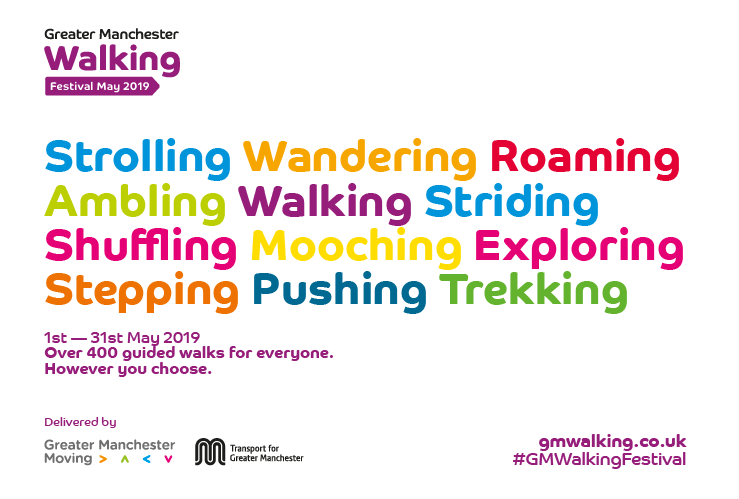 Greater Manchester
Walking
Festival May 2019
Strolling Wandering Roaming
Ambling Walking Striding
Shuffling Mooching Exploring
Stepping Pushing Trekking
1st — 31st May 2019
Over 400 guided walks for everyone.
However you choose.
Delivered by
Greater Manchester
Moving
Transport for
Greater Manchester
gmwalking.co.uk
#GMWalkingFestival